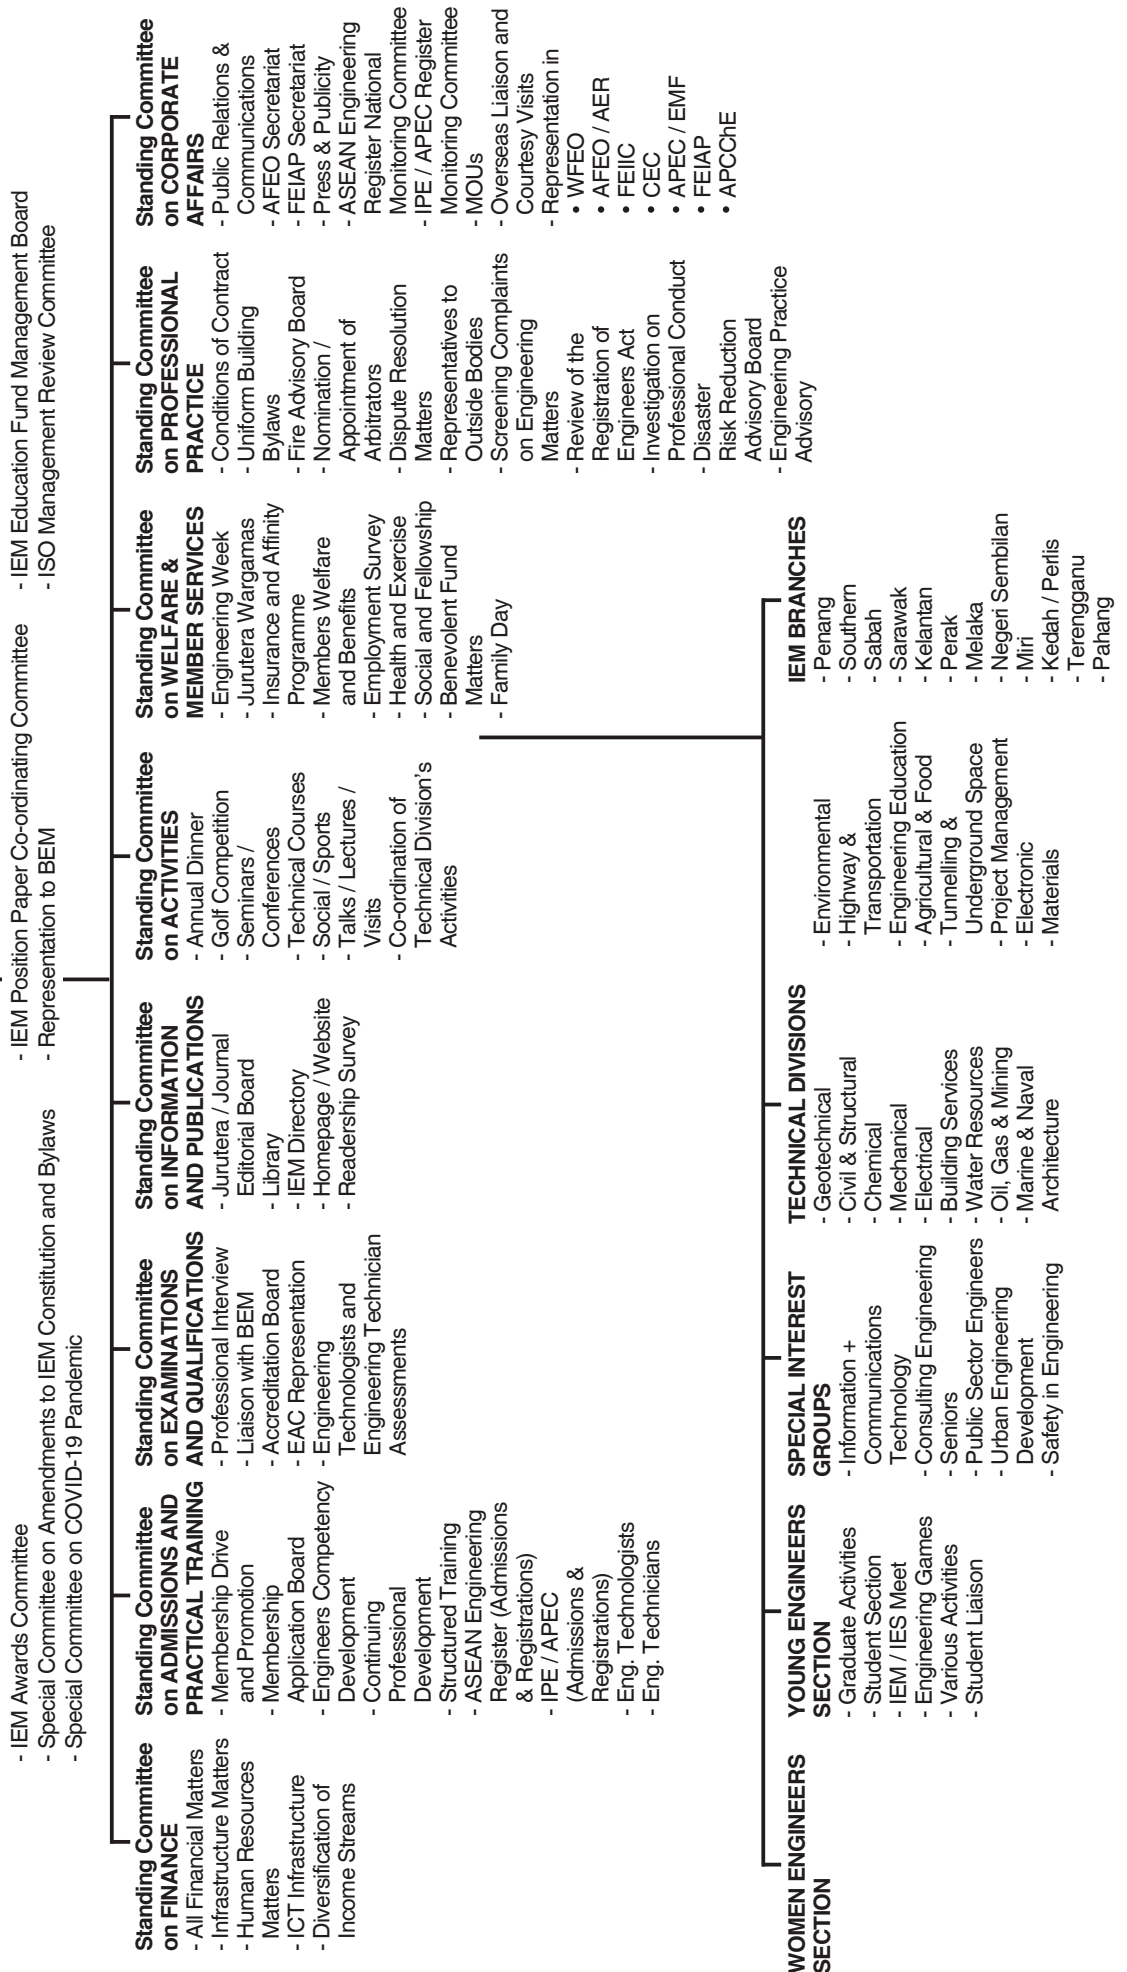 - IEM Awards Committee
- Special Committee on Amendments to IEM Constitution and Bylaws
- Special Committee on COVID-19 Pandemic
- IEM Position Paper Co-ordinating Committee
- Representation to BEM
- IEM Education Fund Management Board
- ISO Management Review Committee
Standing Committee
on FINANCE
- All Financial Matters
- Infrastructure Matters
- Human Resources
Matters
- ICT Infrastructure
- Diversification of
Income Streams
Standing Committee
on ADMISSIONS AND
PRACTICAL TRAINING
- Membership Drive
and Promotion
- Membership
Application Board
- Engineers Competency
Development
- Continuing
Professional
Development
- Structured Training
- ASEAN Engineering
Register (Admissions
& Registrations)
- IPE / APEC
(Admissions &
Registrations)
- Eng. Technologists
- Eng. Technicians
Standing Committee
on EXAMINATIONS
AND QUALIFICATIONS
- Professional Interview
- Liaison with BEM
- Accreditation Board
- EAC Representation
- Engineering
Technologists and
Engineering Technician
Assessments
Standing Committee
on INFORMATION
AND PUBLICATIONS
- Jurutera / Journal
Editorial Board
- Library
- IEM Directory
- Homepage / Website
- Readership Survey
Standing Committee
on ACTIVITIES
- Annual Dinner
- Golf Competition
- Seminars /
Conferences
- Technical Courses
- Social / Sports
- Talks / Lectures /
Visits
- Co-ordination of
Technical Division's
Activities
Standing Committee
on WELFARE &
MEMBER SERVICES
- Engineering Week
- Jurutera Wargamas
- Insurance and Affinity
Programme
- Members Welfare
and Benefits
- Employment Survey
- Health and Exercise
- Social and Fellowship
- Benevolent Fund
Matters
- Family Day
Standing Committee
on PROFESSIONAL
PRACTICE
- Conditions of Contract
- Uniform Building
Bylaws
- Fire Advisory Board
- Nomination /
Appointment of
Arbitrators
- Dispute Resolution
Matters
- Representatives to
Outside Bodies
- Screening Complaints
on Engineering
Matters
- Review of the
Registration of
Engineers Act
- Investigation on
Professional Conduct
- Disaster
Risk Reduction
Advisory Board
- Engineering Practice
Advisory
Standing Committee
on CORPORATE
AFFAIRS
- Public Relations &
Communications
- AFEO Secretariat
- FEIAP Secretariat
- Press & Publicity
- ASEAN Engineering
Register National
Monitoring Committee
- IPE / APEC Register
Monitoring Committee
- MOUs
- Overseas Liaison and
Courtesy Visits
- Representation in
• WFEO
• AFEO / AER
• FEIIC
• CEC
• APEC / EMF
• FEIAP
• APCChE
WOMEN ENGINEERS
SECTION
YOUNG ENGINEERS
SECTION
- Graduate Activities
- Student Section
- IEM / IES Meet
- Engineering Games
- Various Activities
- Student Liaison
SPECIAL INTEREST
GROUPS
- Information +
Communications
Technology
- Consulting Engineering
- Seniors
- Public Sector Engineers
- Urban Engineering
Development
- Safety in Engineering
TECHNICAL DIVISIONS
- Geotechnical
- Civil & Structural
- Chemical
- Mechanical
- Electrical
- Building Services
- Water Resources
- Oil, Gas & Mining
- Marine & Naval
Architecture
- Environmental
- Highway &
Transportation
- Engineering Education
- Agricultural & Food
- Tunnelling &
Underground Space
- Project Management
- Electronic
- Materials
IEM BRANCHES
- Penang
- Southern
- Sabah
- Sarawak
- Kelantan
- Perak
- Melaka
- Negeri Sembilan
- Miri
- Kedah / Perlis
- Terengganu
- Pahang